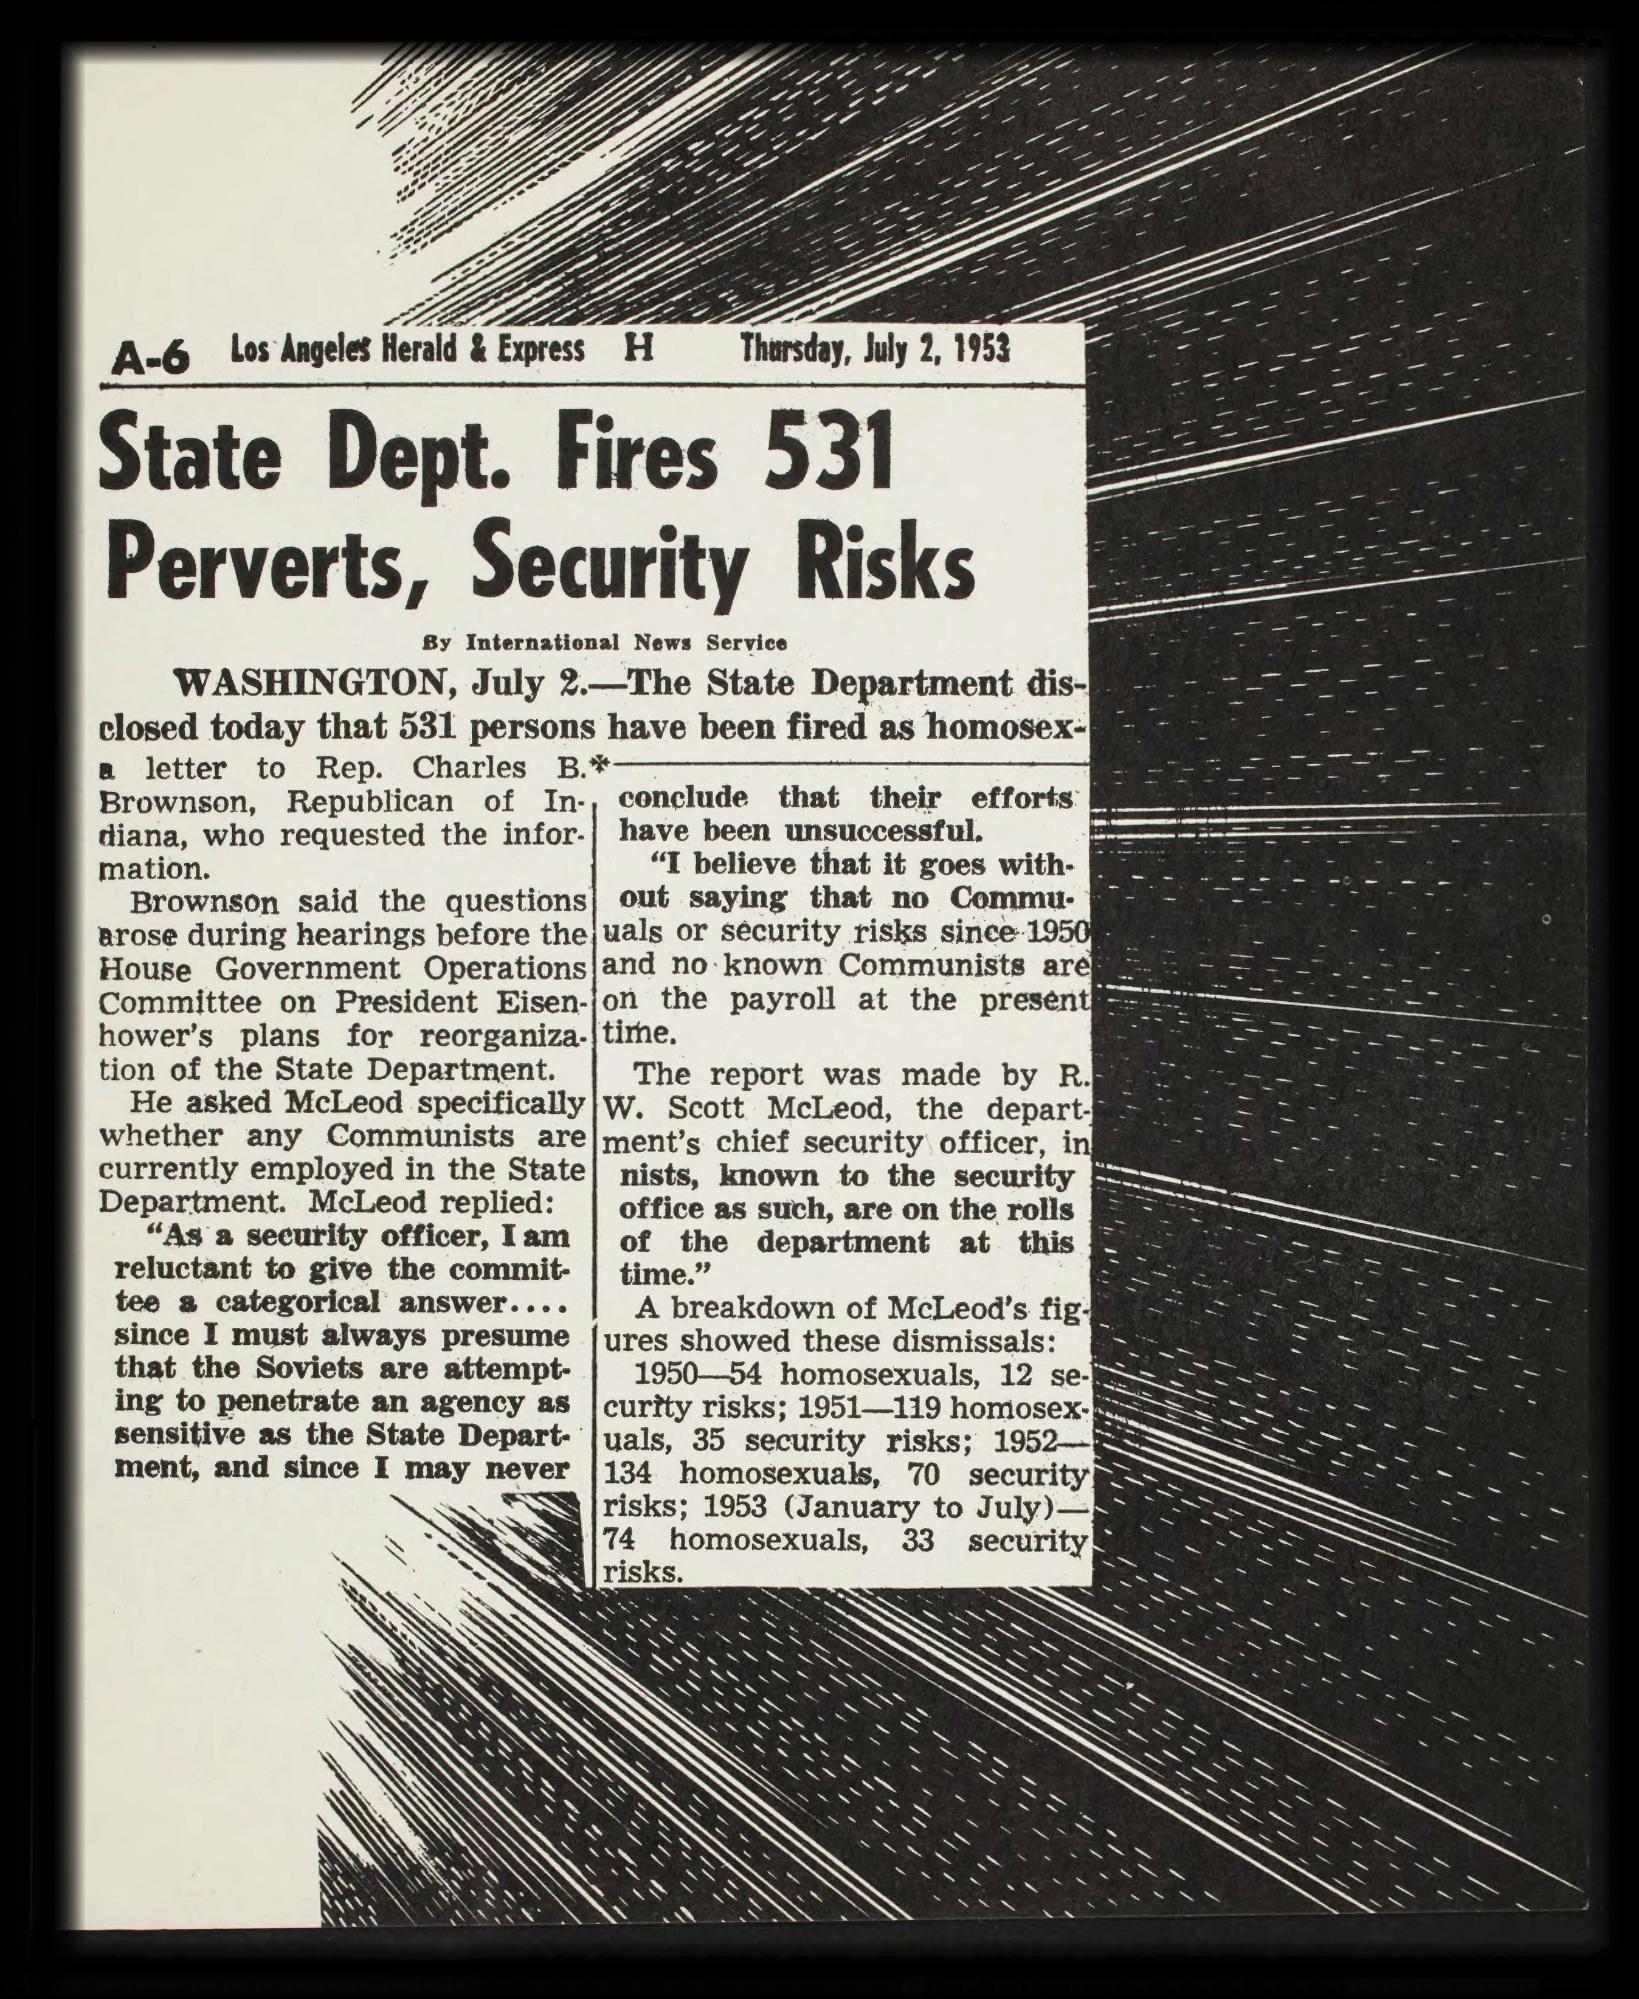 A-6 Los Angeles Herald & Express H Thursday, July 2, 1953
State Dept. Fires 531
Perverts, Security Risks
By International News Service
WASHINGTON, July 2.—The State Department dis-
closed today that 531 persons have been fired as homosex-
a letter to Rep. Charles B.*
Brownson, Republican of In-
diana, who requested the infor-
mation.
Brownson said the questions
arose during hearings before the
House Government Operations
Committee on President Eisen-
hower's plans for reorganiza-
tion of the State Department.
He asked McLeod specifically
whether any Communists are
currently employed in the State
Department. McLeod replied:
"As a security officer, I am
reluctant to give the commit-
tee a categorical answer....
since I must always presume
that the Soviets are attempt-
ing to penetrate an agency as
sensitive as the State Depart-
ment, and since I may never
conclude that their efforts
have been unsuccessful.
"I believe that it goes with-
out saying that no Commu-
uals or security risks since 1950
and no known Communists are
on the payroll at the present
time.
The report was made by R.
W. Scott McLeod, the depart-
ment's chief security officer, in
nists, known to the security
office as such, are on the rolls
of the department at this
time."
A breakdown of McLeod's fig-
ures showed these dismissals:
1950—54 homosexuals, 12 se-
curity risks; 1951—119 homosex-
uals, 35 security risks; 1952—
134 homosexuals, 70 security
risks; 1953 (January to July)—
74 homosexuals, 33 security
risks.